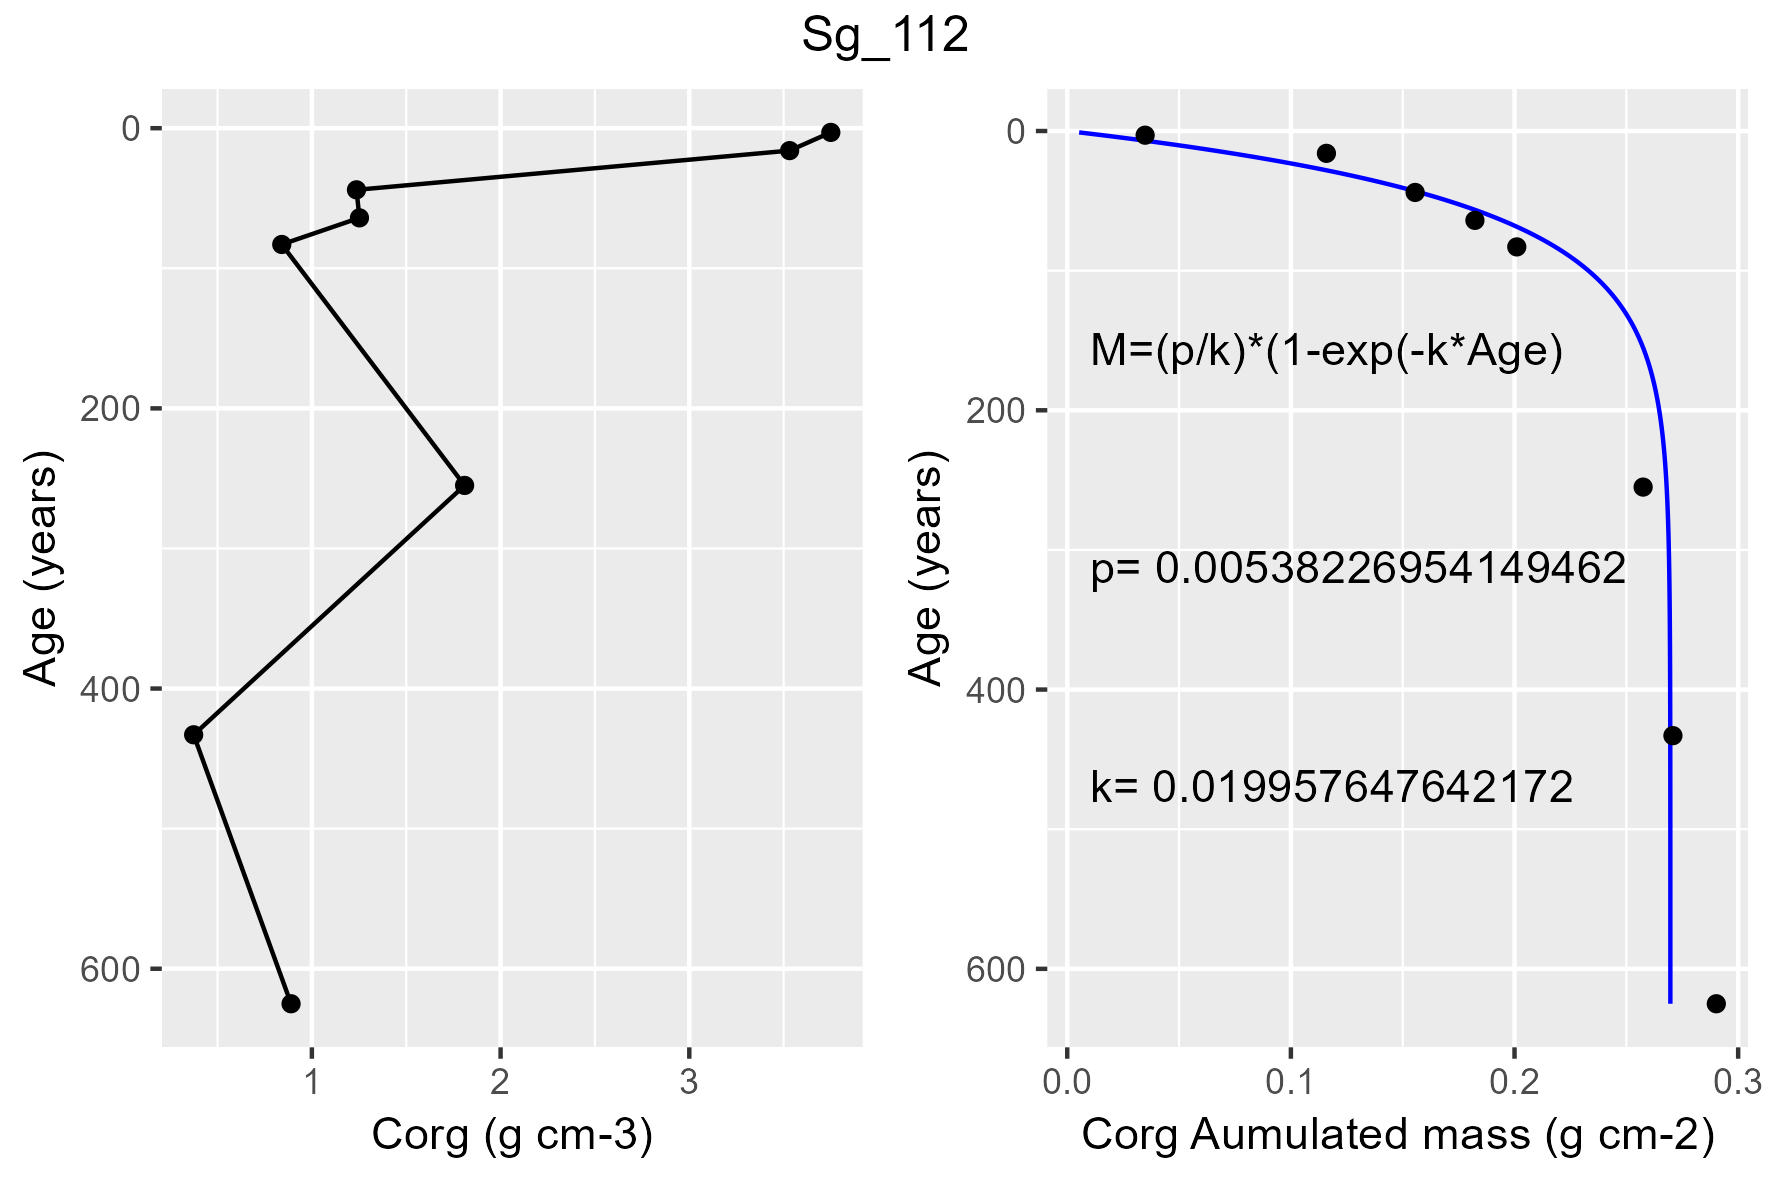 Sg_112
0
200
400
600
Age (years)
1
2
3
Corg (g cm-3)
0
200
400
600
Age (years)
M=(p/k)*(1-exp(-k*Age)
p= 0.00538226954149462
k= 0.019957647642172
0.0
0.1
0.2
0.3
Corg Aumulated mass (g cm-2)